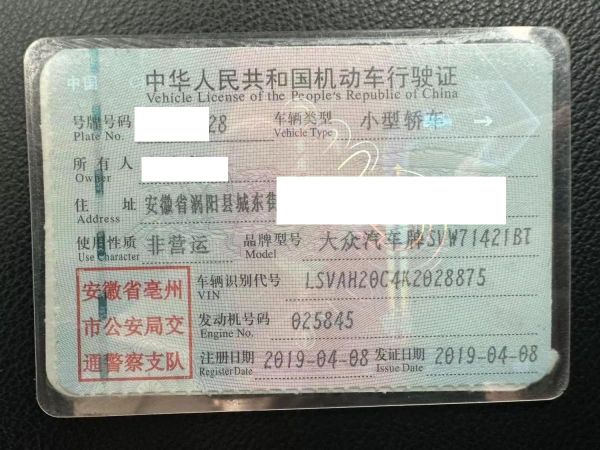 中国
中华人民共和国机动车行驶证
Vehicle License of the People's Republic of China
号牌号码 28 车辆类型 小型轿车
Plate No. Vehicle Type
所有人
Owner
住址 安徽省涡阳县城东街
Address
使用性质 非营运 品牌型号 大众汽车牌SVW71421BT
Use Character Model
安徽省亳州
市公安局交
通警察支队
车辆识别代号 LSVAH20C4K2028875
VIN
发动机号码 025845
Engine No.
注册日期 2019-04-08 发证日期 2019-04-08
Register Date Issue Date